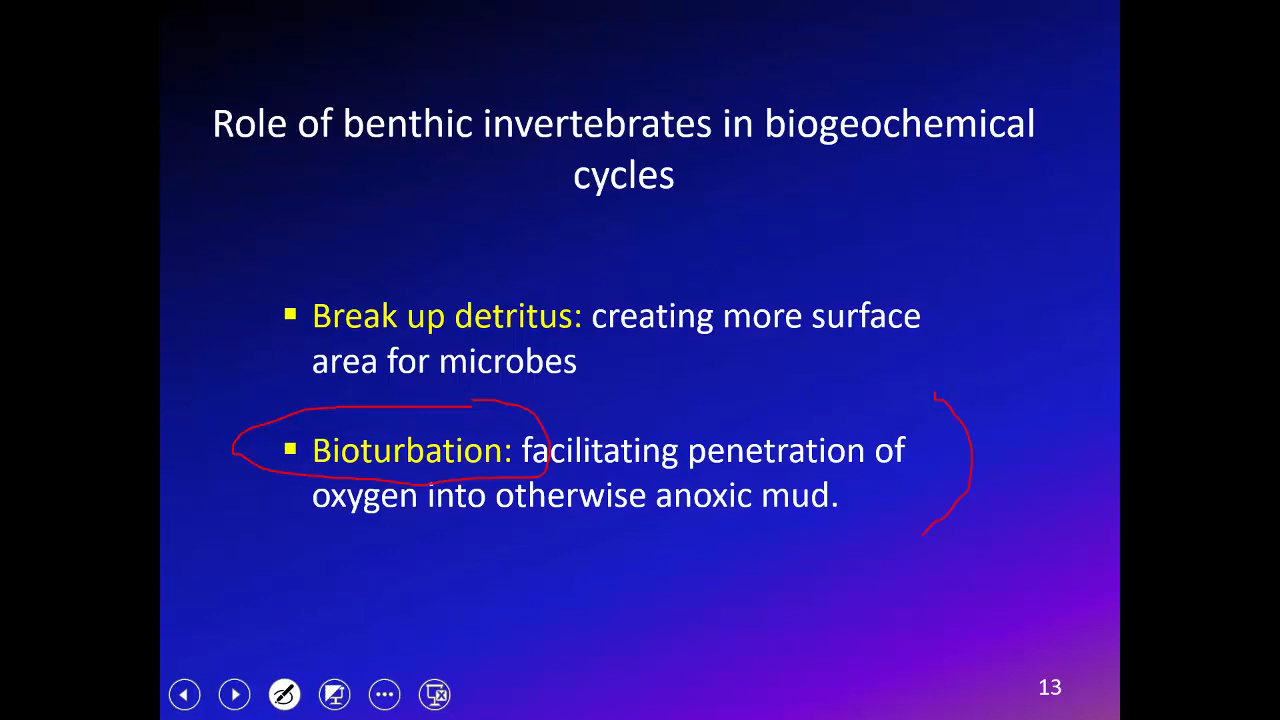 Role of benthic invertebrates in biogeochemical
cycles
▪ Break up detritus: creating more surface
area for microbes
▪ Bioturbation: facilitating penetration of
oxygen into otherwise anoxic mud.
13